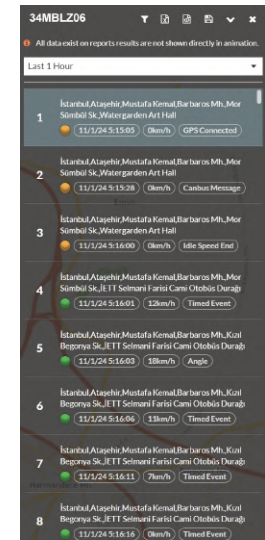 34MBLZ06
All data exist on reports results are not shown directly in animation.
Last 1 Hour
1
İstanbul,Ataşehir,Mustafa Kemal,Barbaros Mh.,Mor
Sümbül Sk.,Watergarden Art Hall
11/1/24 5:15:05 0km/h GPS Connected
2
İstanbul,Ataşehir,Mustafa Kemal,Barbaros Mh.,Mor
Sümbül Sk.,Watergarden Art Hall
11/1/24 5:15:28 0km/h Canbus Message
3
İstanbul,Ataşehir,Mustafa Kemal,Barbaros Mh.,Mor
Sümbül Sk.,Watergarden Art Hall
11/1/24 5:16:00 0km/h Idle Speed End
4
İstanbul,Ataşehir,Mustafa Kemal,Barbaros Mh.,Mor
Sümbül Sk.,İETT Selmani Farisi Cami Otobüs Durağı
11/1/24 5:16:01 12km/h Timed Event
5
İstanbul,Ataşehir,Mustafa Kemal,Barbaros Mh.,Kızıl
Begonya Sk.,İETT Selmani Farisi Cami Otobüs Durağı
11/1/24 5:16:03 18km/h Angle
6
İstanbul,Ataşehir,Mustafa Kemal,Barbaros Mh.,Kızıl
Begonya Sk.,İETT Selmani Farisi Cami Otobüs Durağı
11/1/24 5:16:06 11km/h Timed Event
7
İstanbul,Ataşehir,Mustafa Kemal,Barbaros Mh.,Kızıl
Begonya Sk.,İETT Selmani Farisi Cami Otobüs Durağı
11/1/24 5:16:11 7km/h Timed Event
8
İstanbul,Ataşehir,Mustafa Kemal,Barbaros Mh.,Kızıl
Begonya Sk.,İETT Selmani Farisi Cami Otobüs Durağı
11/1/24 5:16:16 0km/h Timed Event